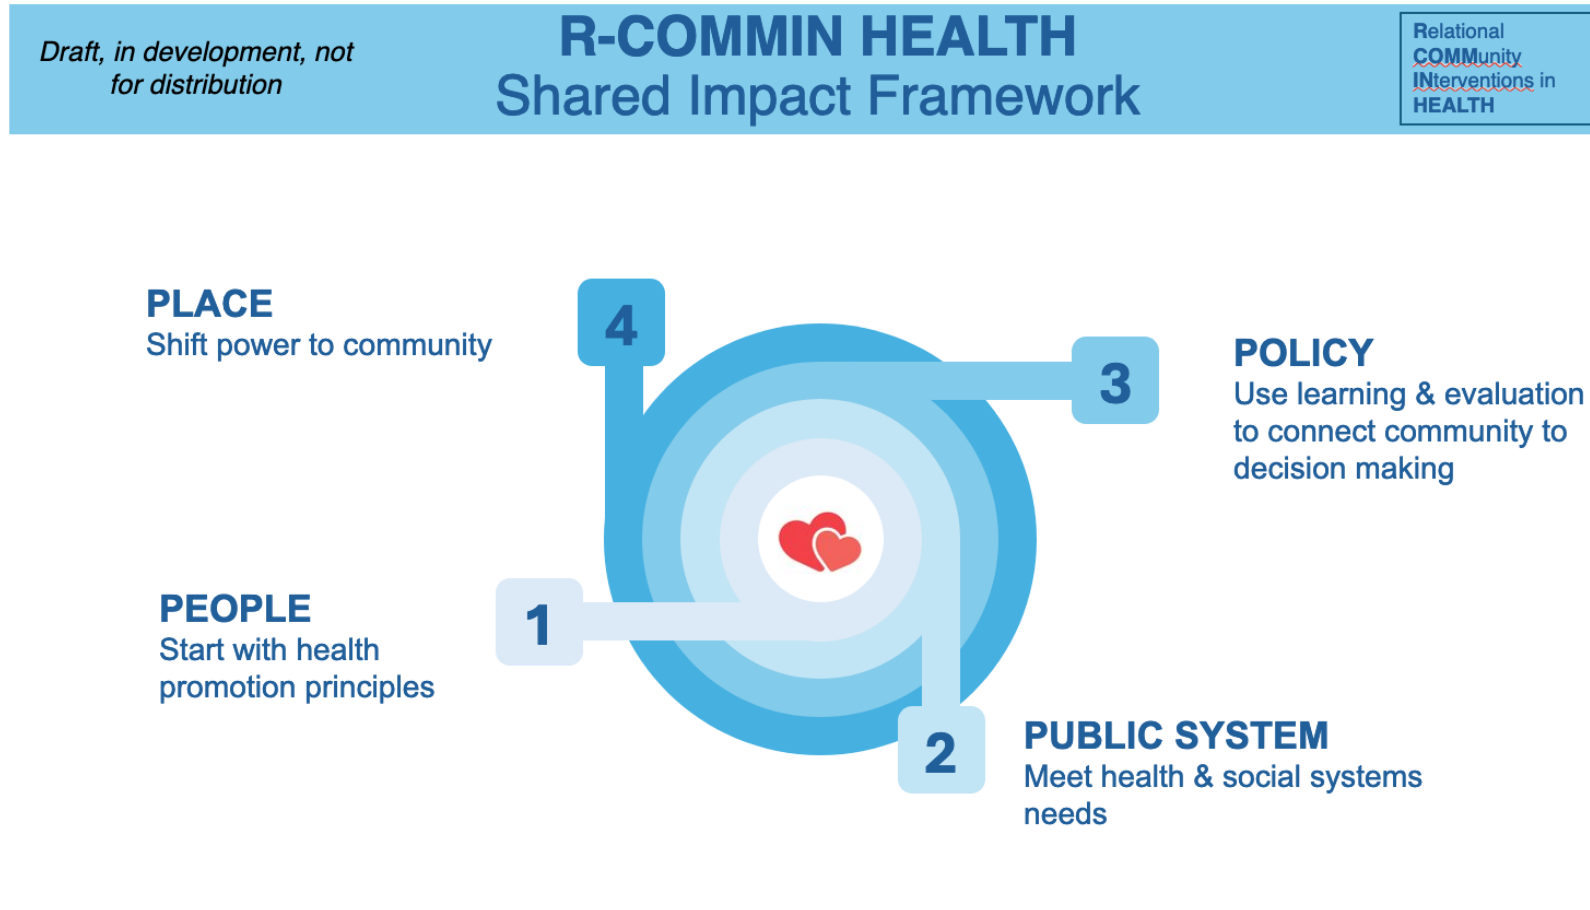 Draft, in development, not
for distribution
R-COMMIN HEALTH
Shared Impact Framework
Relational
COMMunity
INterventions in
HEALTH
PLACE
Shift power to community
4
3
POLICY
Use learning & evaluation
to connect community to
decision making
PEOPLE
Start with health
promotion principles
1
2
PUBLIC SYSTEM
Meet health & social systems
needs